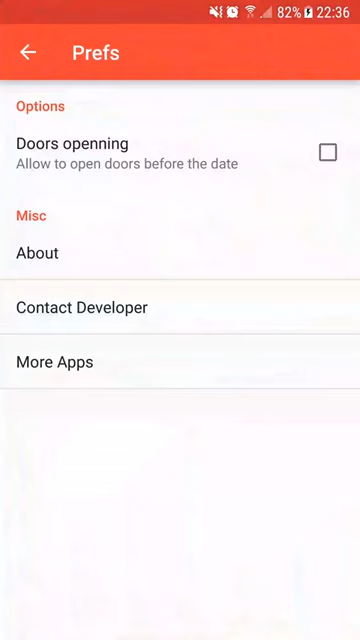 82% 22:36
Prefs
Options
Doors openning
Allow to open doors before the date
Misc
About
Contact Developer
More Apps